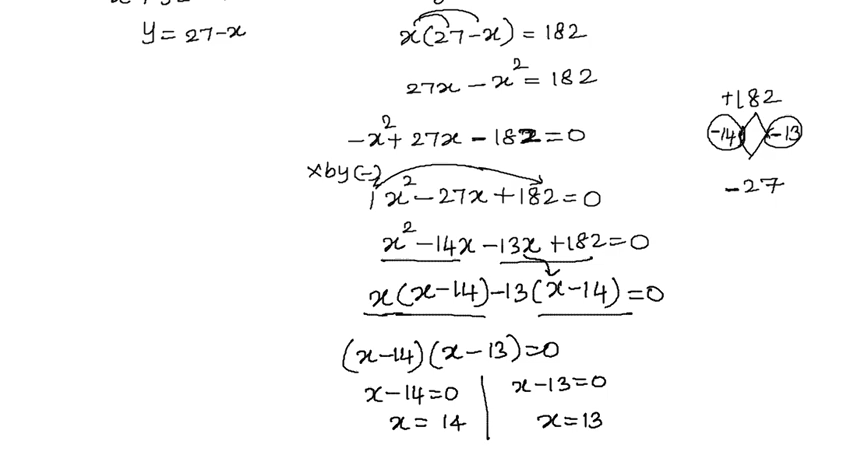 y = 27-x
x(27-x) = 182
27x - x² = 182
-x² + 27x - 182 = 0
× by (-)
1x² - 27x + 182 = 0
x² - 14x - 13x + 182 = 0
x(x-14) - 13(x-14) = 0
(x-14)(x-13) = 0
x-14=0 | x-13=0
x = 14 | x = 13
+182
-14 -13
-27